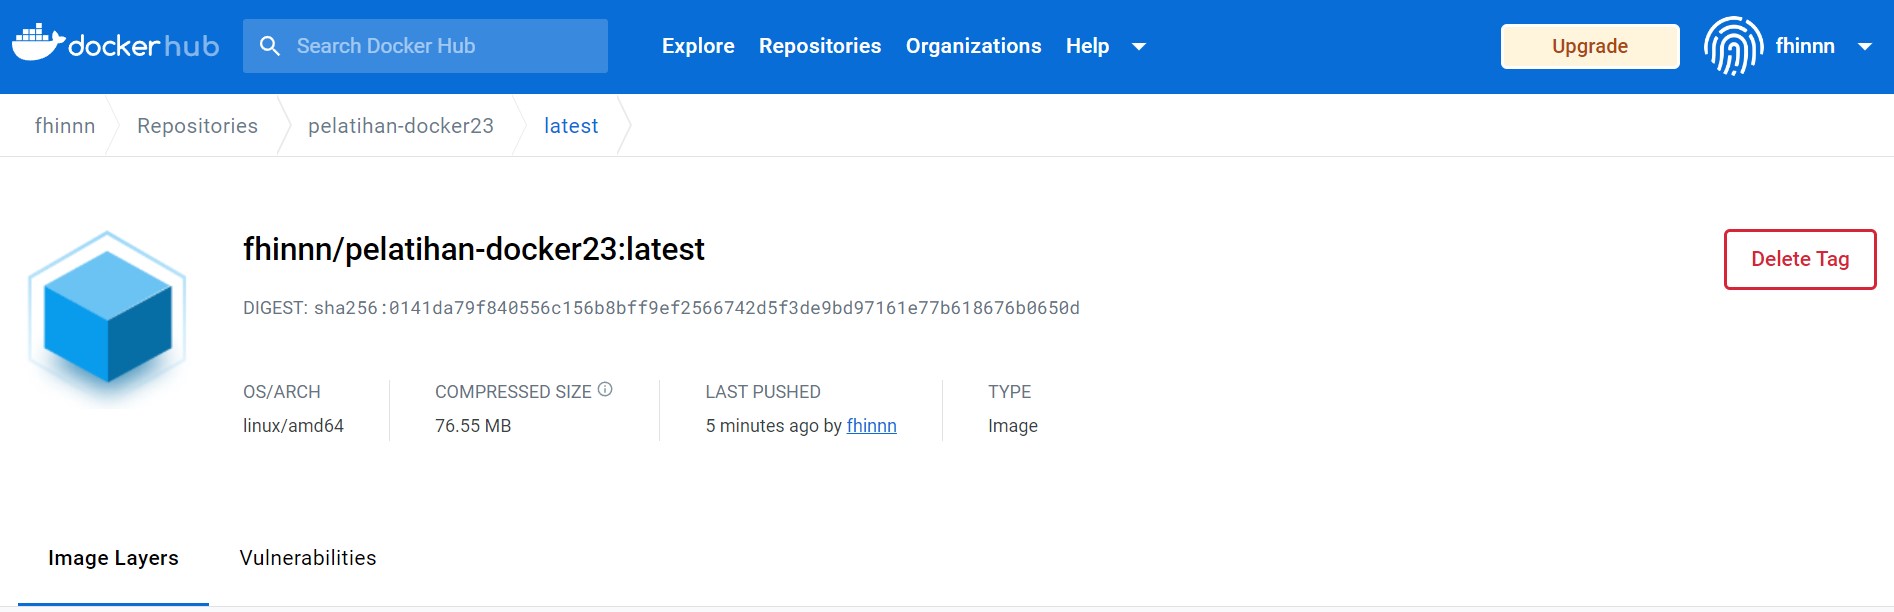 dockerhub Search Docker Hub Explore Repositories Organizations Help Upgrade fhinnn
fhinnn Repositories pelatihan-docker23 latest
fhinnn/pelatihan-docker23:latest
Delete Tag
DIGEST: sha256:0141da79f840556c156b8bff9ef2566742d5f3de9bd97161e77b618676b0650d
OS/ARCH COMPRESSED SIZE LAST PUSHED TYPE
linux/amd64 76.55 MB 5 minutes ago by fhinnn Image
Image Layers Vulnerabilities